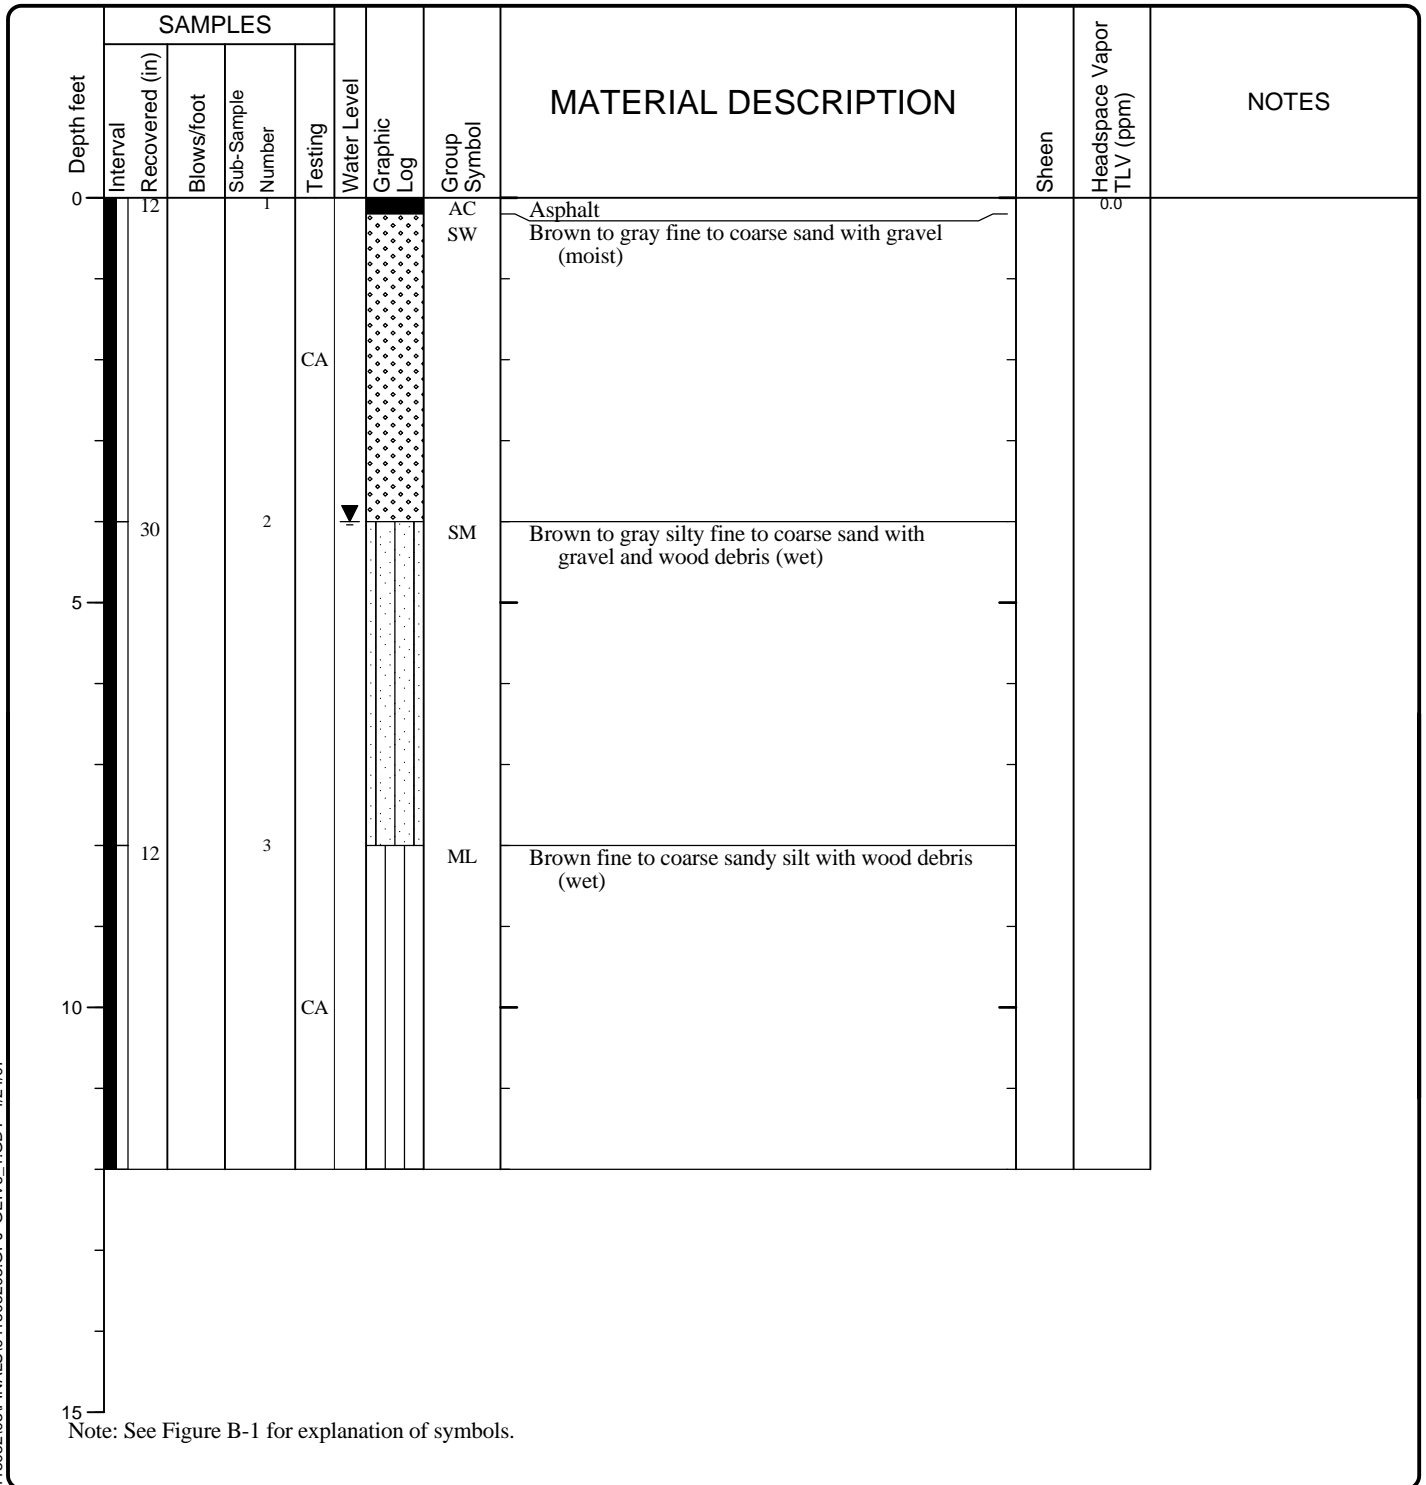 SAMPLES
Depth feet
Interval
Recovered (in)
Blows/foot
Sub-Sample
Number
Testing
Water Level
Graphic
Log
Group
Symbol
MATERIAL DESCRIPTION
Sheen
Headspace Vapor
TLV (ppm)
NOTES
0
12
1
AC
Asphalt
0.0
SW
Brown to gray fine to coarse sand with gravel
(moist)
CA
30
2
SM
Brown to gray silty fine to coarse sand with
gravel and wood debris (wet)
5
12
3
ML
Brown fine to coarse sandy silt with wood debris
(wet)
10
CA
15
Note: See Figure B-1 for explanation of symbols.